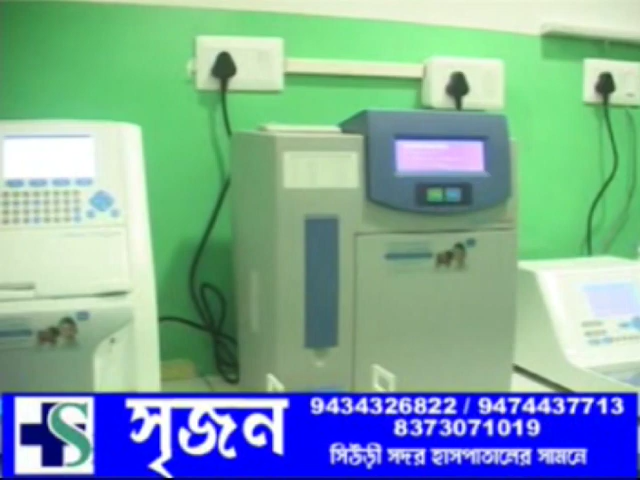 S
সৃজন
9434326822 / 9474437713
8373071019
সিউড়ী সদর হাসপাতালের সামনে